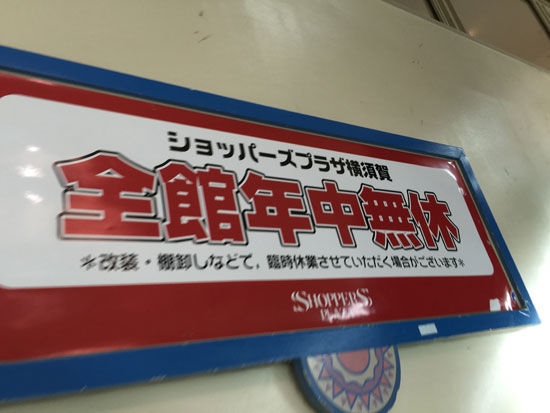 ショッパーズプラザ横須賀
全館年中無休
*改装・棚卸しなどで,臨時休業させていただく場合がございます*
SHOPPERS
PLAZA